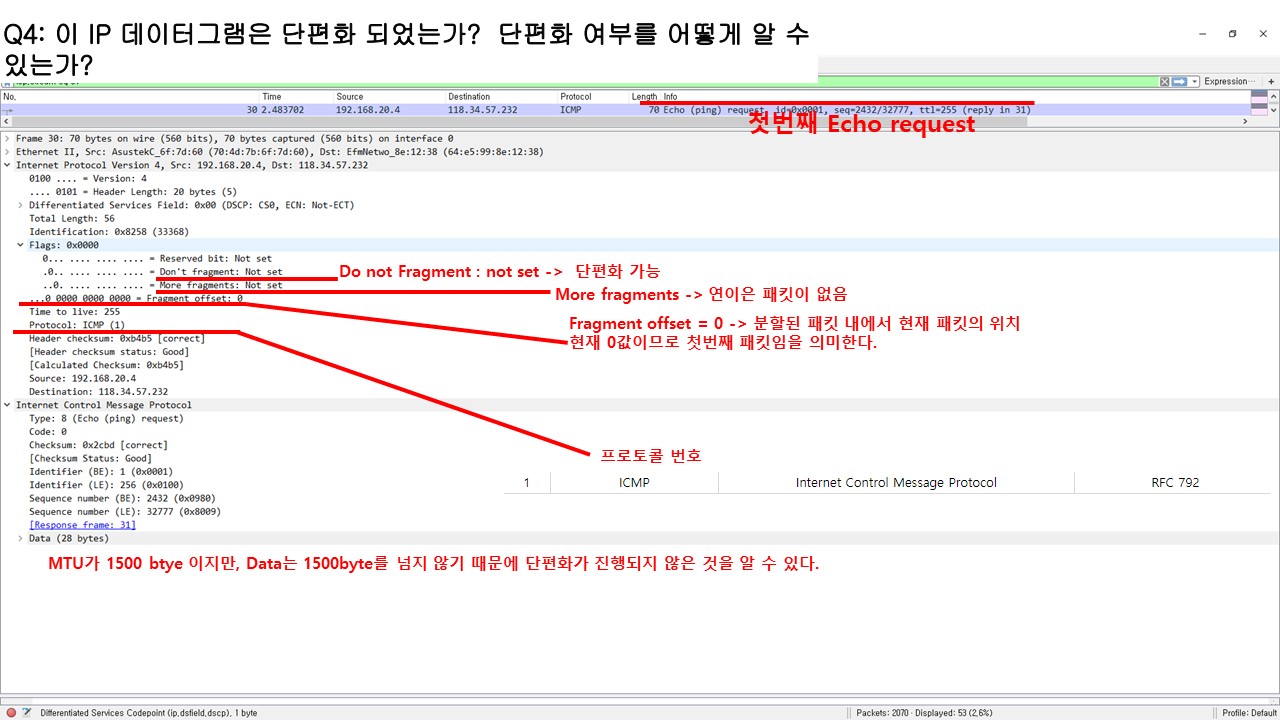 Q4: 이 IP 데이터그램은 단편화 되었는가?  단편화 여부를 어떻게 알 수
있는가?
Expression…
+
No. Time Source Destination Protocol Length Info
30 2.483702 192.168.20.4 118.34.57.232 ICMP 70 Echo (ping) request, id=0x0001, seq=2432/32777, ttl=255 (reply in 31)
첫번째 Echo request
Frame 30: 70 bytes on wire (560 bits), 70 bytes captured (560 bits) on interface 0
Ethernet II, Src: AsustekC_6f:7d:60 (70:4d:7b:6f:7d:60), Dst: EfmNetwo_8e:12:38 (64:e5:99:8e:12:38)
Internet Protocol Version 4, Src: 192.168.20.4, Dst: 118.34.57.232
0100 .... = Version: 4
.... 0101 = Header Length: 20 bytes (5)
Differentiated Services Field: 0x00 (DSCP: CS0, ECN: Not-ECT)
Total Length: 56
Identification: 0x8258 (33368)
Flags: 0x0000
0... .... .... .... = Reserved bit: Not set
.0.. .... .... .... = Don't fragment: Not set
Do not Fragment : not set ->  단편화 가능
..0. .... .... .... = More fragments: Not set
More fragments -> 연이은 패킷이 없음
...0 0000 0000 0000 = Fragment offset: 0
Time to live: 255
Fragment offset = 0 -> 분할된 패킷 내에서 현재 패킷의 위치
현재 0값이므로 첫번째 패킷임을 의미한다.
Protocol: ICMP (1)
Header checksum: 0xb4b5 [correct]
[Header checksum status: Good]
[Calculated Checksum: 0xb4b5]
Source: 192.168.20.4
Destination: 118.34.57.232
Internet Control Message Protocol
Type: 8 (Echo (ping) request)
Code: 0
Checksum: 0x2cbd [correct]
[Checksum Status: Good]
프로토콜 번호
Identifier (BE): 1 (0x0001)
Identifier (LE): 256 (0x0100)
1 ICMP Internet Control Message Protocol RFC 792
Sequence number (BE): 2432 (0x0980)
Sequence number (LE): 32777 (0x8009)
[Response frame: 31]
Data (28 bytes)
MTU가 1500 btye 이지만, Data는 1500byte를 넘지 않기 때문에 단편화가 진행되지 않은 것을 알 수 있다.
Differentiated Services Codepoint (ip.dsfield.dscp), 1 byte
Packets: 2070 · Displayed: 53 (2.6%)
Profile: Default